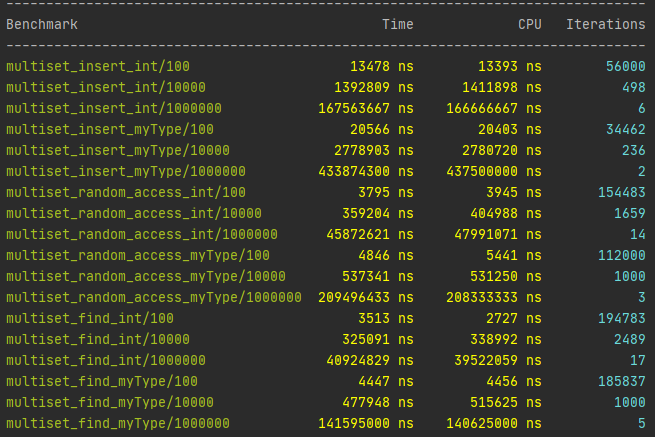 --------------------------------------------------------------------------------
Benchmark                                      Time             CPU   Iterations
--------------------------------------------------------------------------------
multiset_insert_int/100                    13478 ns        13393 ns        56000
multiset_insert_int/10000                1392809 ns      1411898 ns          498
multiset_insert_int/1000000            167563667 ns    166666667 ns            6
multiset_insert_myType/100                 20566 ns        20403 ns        34462
multiset_insert_myType/10000             2778903 ns      2780720 ns          236
multiset_insert_myType/1000000         433874300 ns    437500000 ns            2
multiset_random_access_int/100              3795 ns         3945 ns       154483
multiset_random_access_int/10000          359204 ns       404988 ns         1659
multiset_random_access_int/1000000      45872621 ns     47991071 ns           14
multiset_random_access_myType/100           4846 ns         5441 ns       112000
multiset_random_access_myType/10000       537341 ns       531250 ns         1000
multiset_random_access_myType/1000000  209496433 ns    208333333 ns            3
multiset_find_int/100                       3513 ns         2727 ns       194783
multiset_find_int/10000                   325091 ns       338992 ns         2489
multiset_find_int/1000000               40924829 ns     39522059 ns           17
multiset_find_myType/100                    4447 ns         4456 ns       185837
multiset_find_myType/10000                477948 ns       515625 ns         1000
multiset_find_myType/1000000           141595000 ns    140625000 ns            5